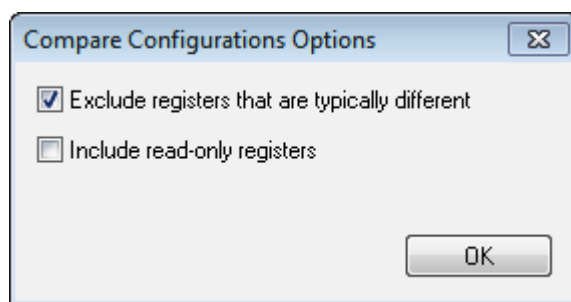 Compare Configurations Options
Exclude registers that are typically different
Include read-only registers
OK